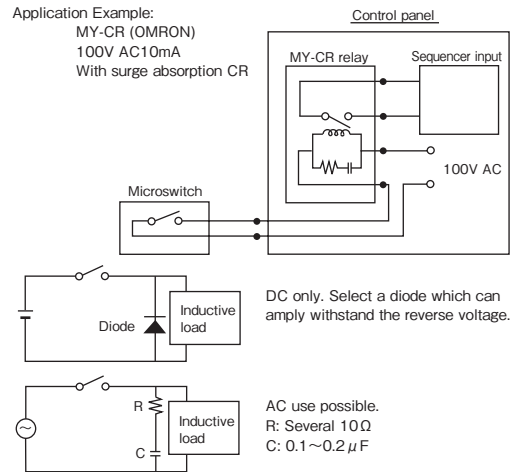 Application Example:
MY-CR (OMRON)
100V AC10mA
With surge absorption CR
Control panel
MY-CR relay
Sequencer input
100V AC
Microswitch
Diode
Inductive
load
DC only. Select a diode which can
amply withstand the reverse voltage.
R
C
Inductive
load
AC use possible.
R: Several 10Ω
C: 0.1～0.2μF